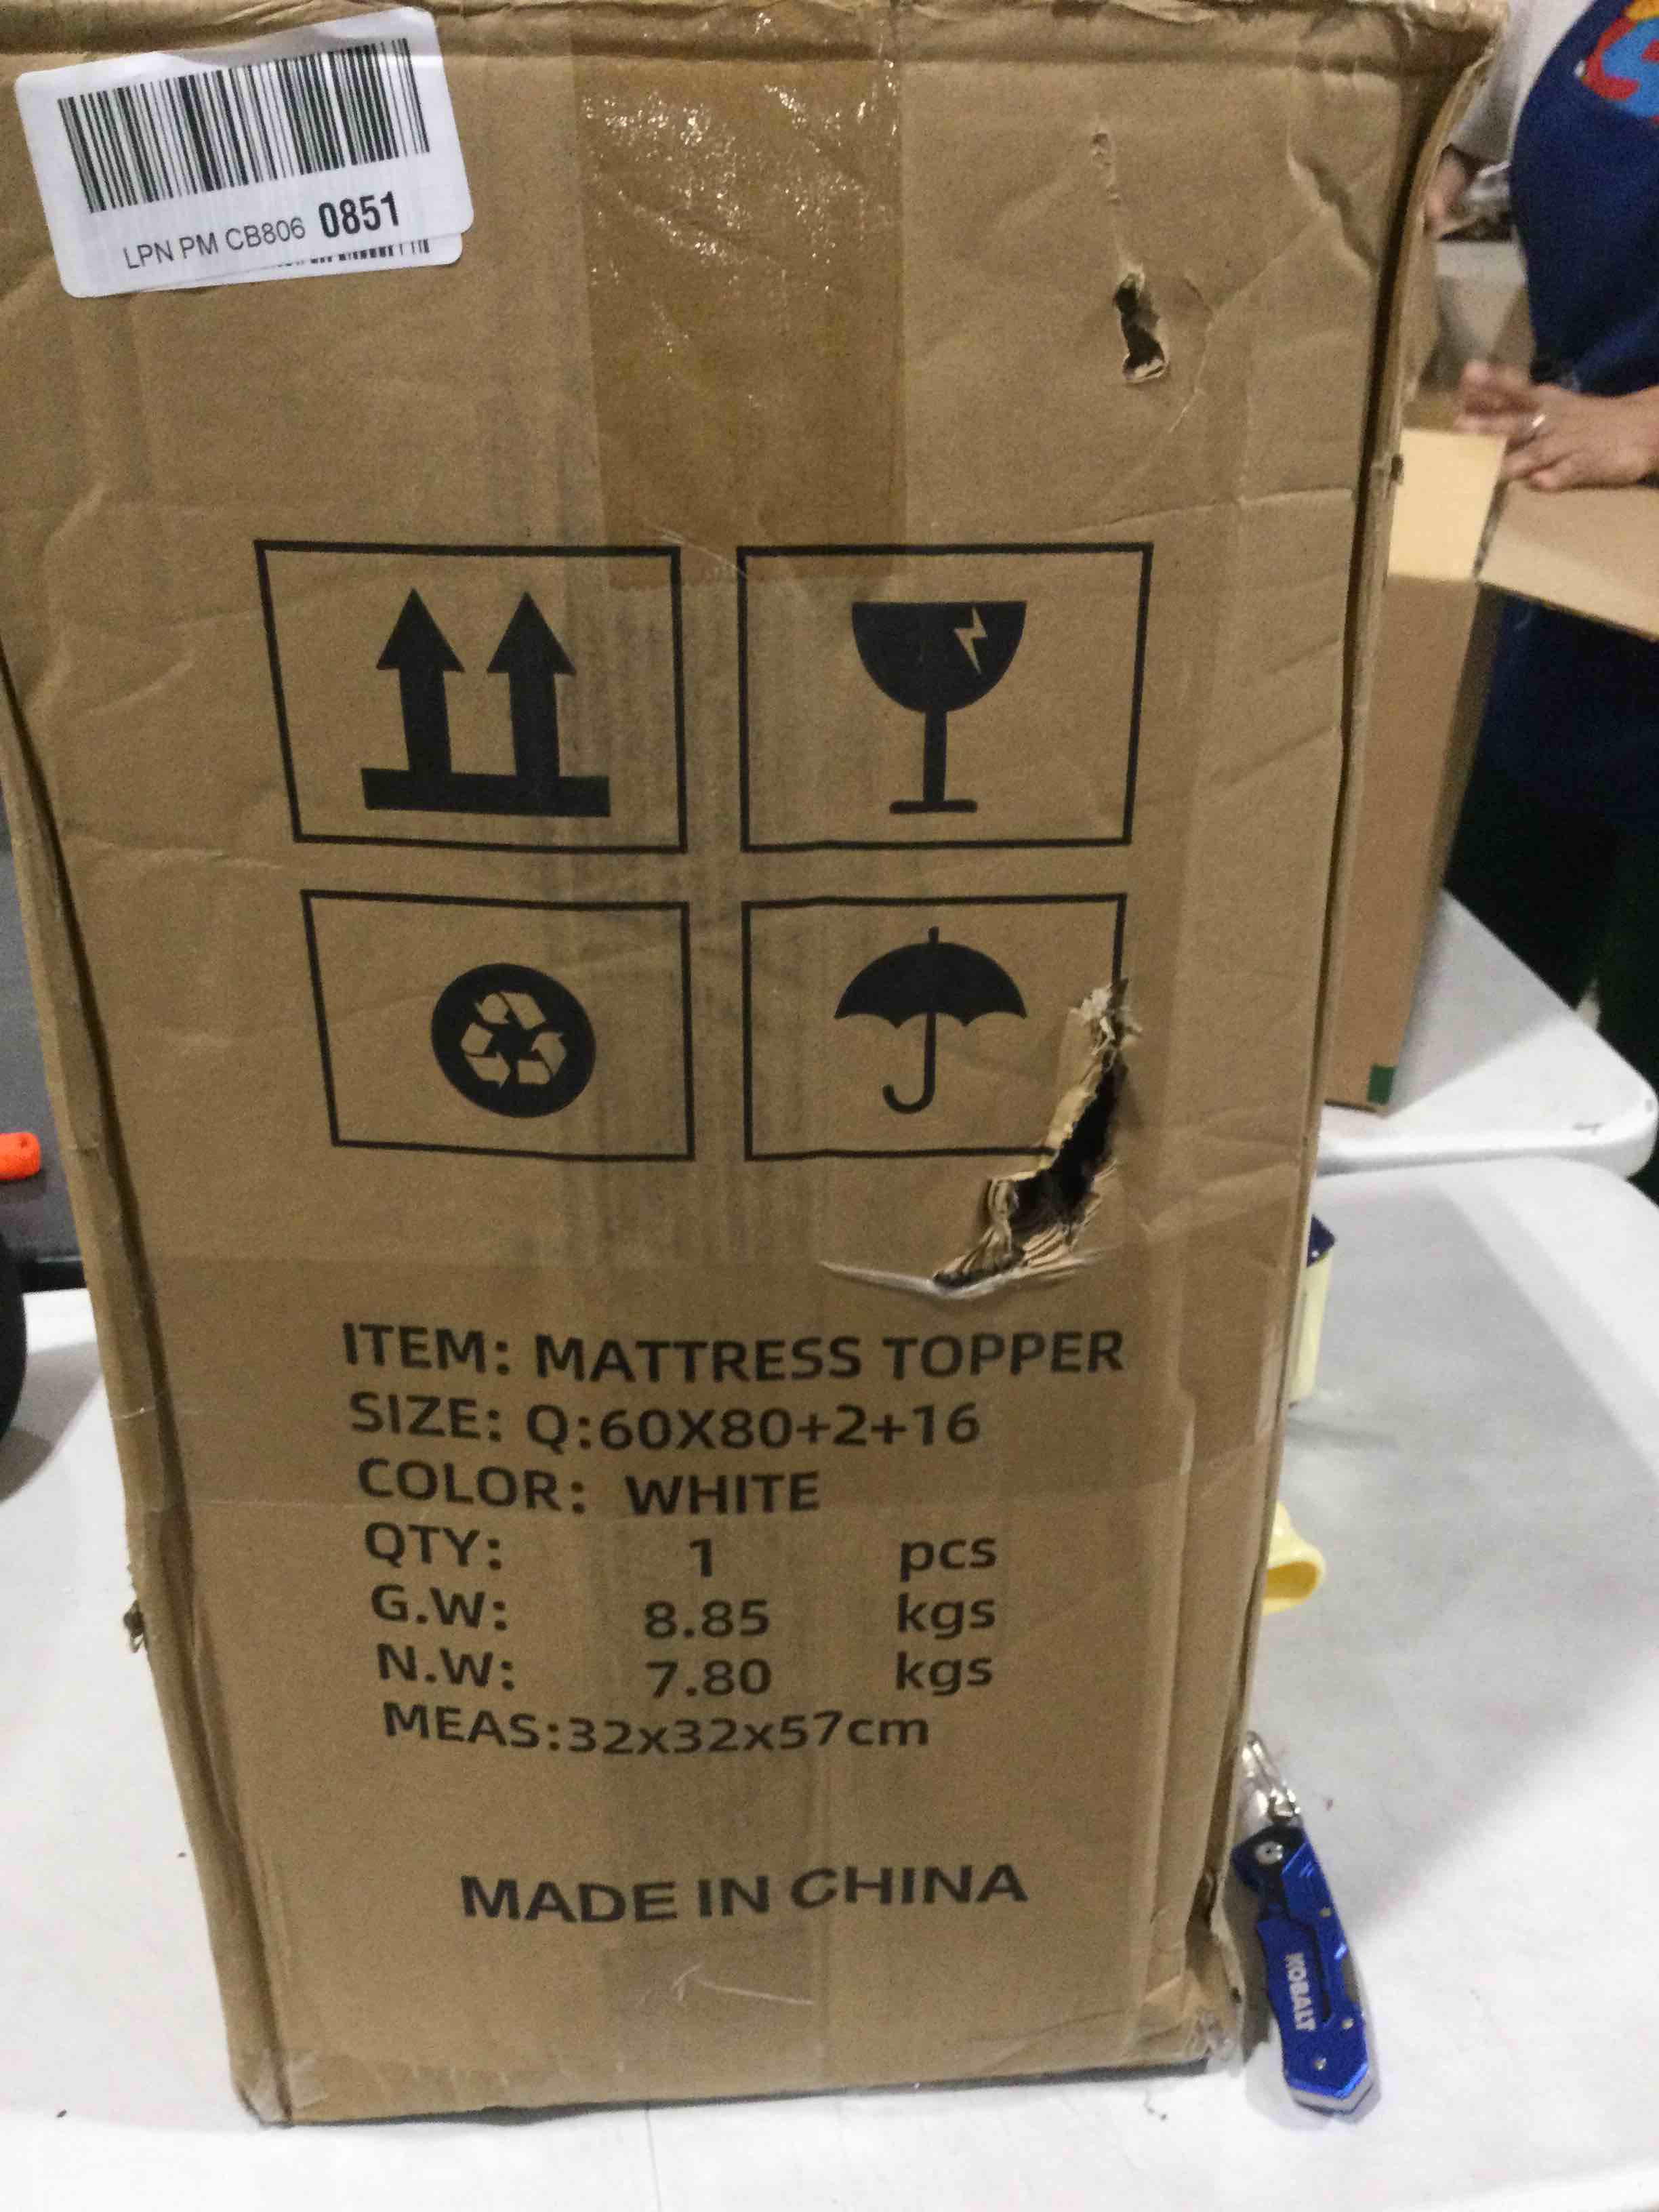 LPN PM CB806 0851
ITEM: MATTRESS TOPPER
SIZE: Q:60X80+2+16
COLOR: WHITE
QTY: 1 pcs
G.W: 8.85 kgs
N.W: 7.80 kgs
MEAS:32x32x57cm
MADE IN CHINA
KOBALT